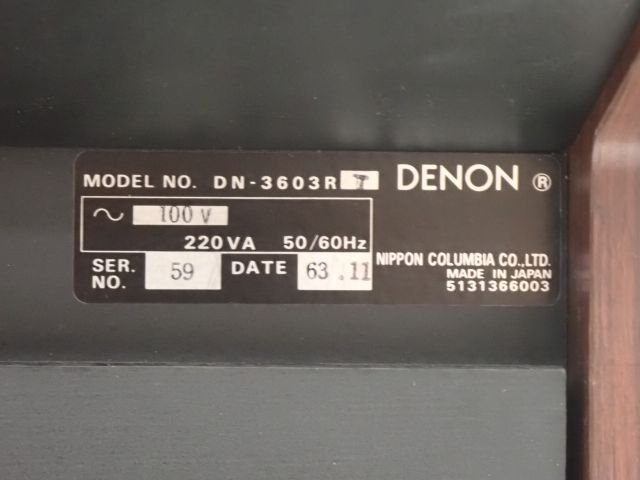 MODEL NO. DN-3603R T DENON ®
~ 100 V
220 VA 50/60Hz
SER. NO. 59 DATE 63.11
NIPPON COLUMBIA CO.,LTD.
MADE IN JAPAN
5131366003